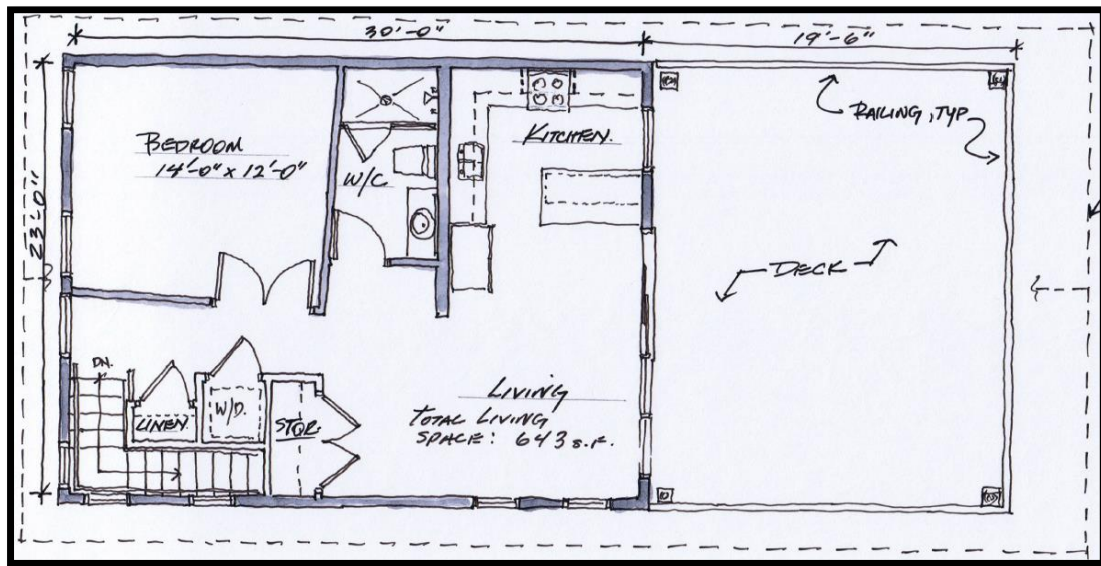 30'-0"
19'-6"
RAILING, TYP
BEDROOM
14'-0" x 12'-0"
W/C
KITCHEN.
23'-0"
DECK
DN.
LINEN
W/D.
STOR.
LIVING
TOTAL LIVING
SPACE: 643 s.f.